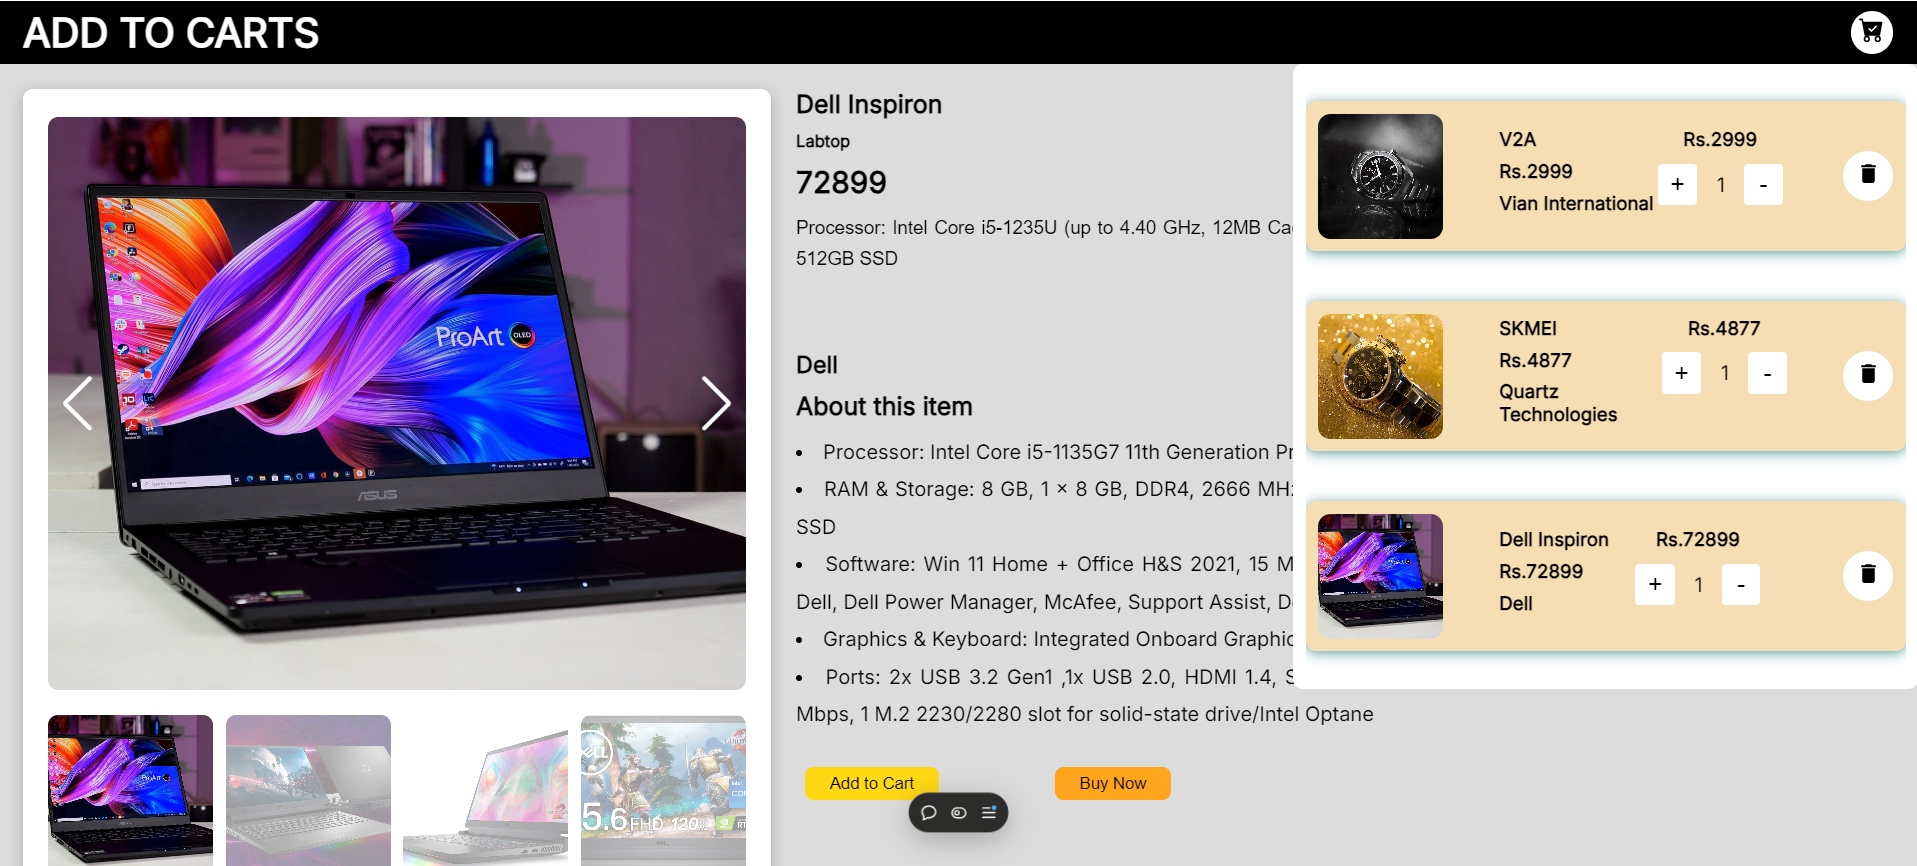 ADD TO CARTS
ProArt OLED
ASUS
Dell Inspiron
Labtop
72899
Processor: Intel Core i5-1235U (up to 4.40 GHz, 12MB
512GB SSD
Dell
About this item
• Processor: Intel Core i5-1135G7 11th Generation
• RAM & Storage: 8 GB, 1 x 8 GB, DDR4, 2666
SSD
• Software: Win 11 Home + Office H&S 2021, 15
Dell, Dell Power Manager, McAfee, Support Assist,
• Graphics & Keyboard: Integrated Onboard
• Ports: 2x USB 3.2 Gen1 ,1x USB 2.0, HDMI 1.4,
Mbps, 1 M.2 2230/2280 slot for solid-state drive/Intel Optane
Add to Cart
Buy Now
V2A
Rs.2999
Rs.2999
+ 1 -
Vian International
SKMEI
Rs.4877
Rs.4877
+ 1 -
Quartz
Technologies
Dell Inspiron
Rs.72899
Rs.72899
+ 1 -
Dell
ProArt
5.6 FHD 120